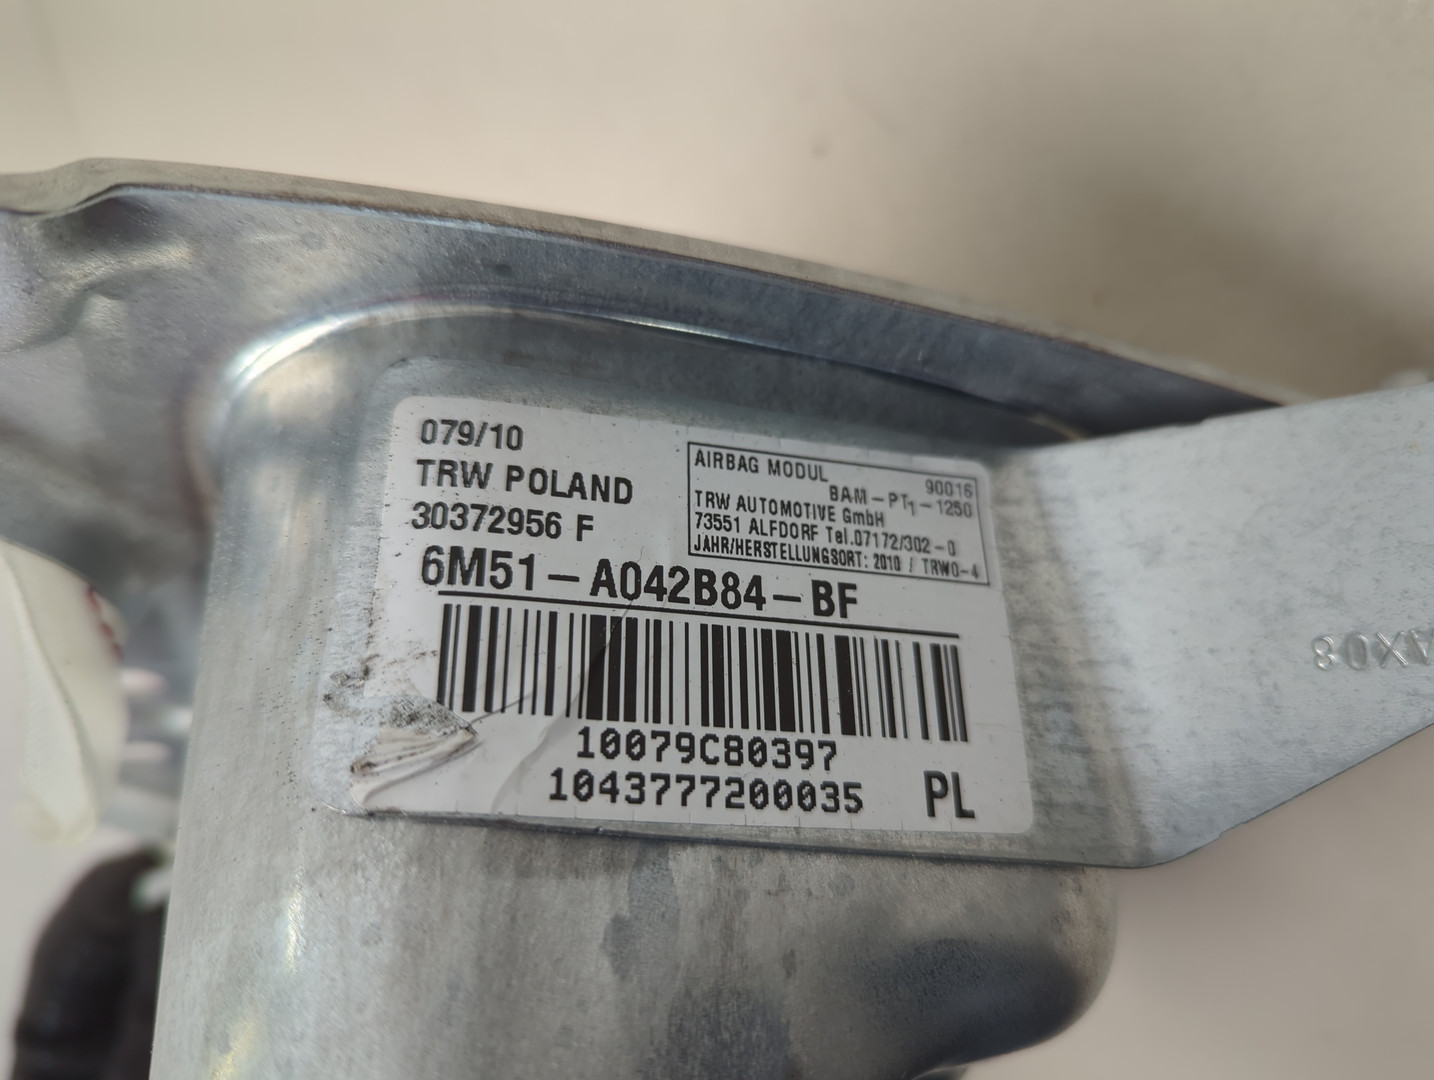 079/10
TRW POLAND
30372956 F
AIRBAG MODUL 90016
BAM-PT1-1250
TRW AUTOMOTIVE GmbH
73551 ALFDORF Tel.07172/302-0
JAHR/HERSTELLUNGSORT: 2010 / TRWO-4
6M51-A042B84-BF
10079C80397
1043777200035
PL